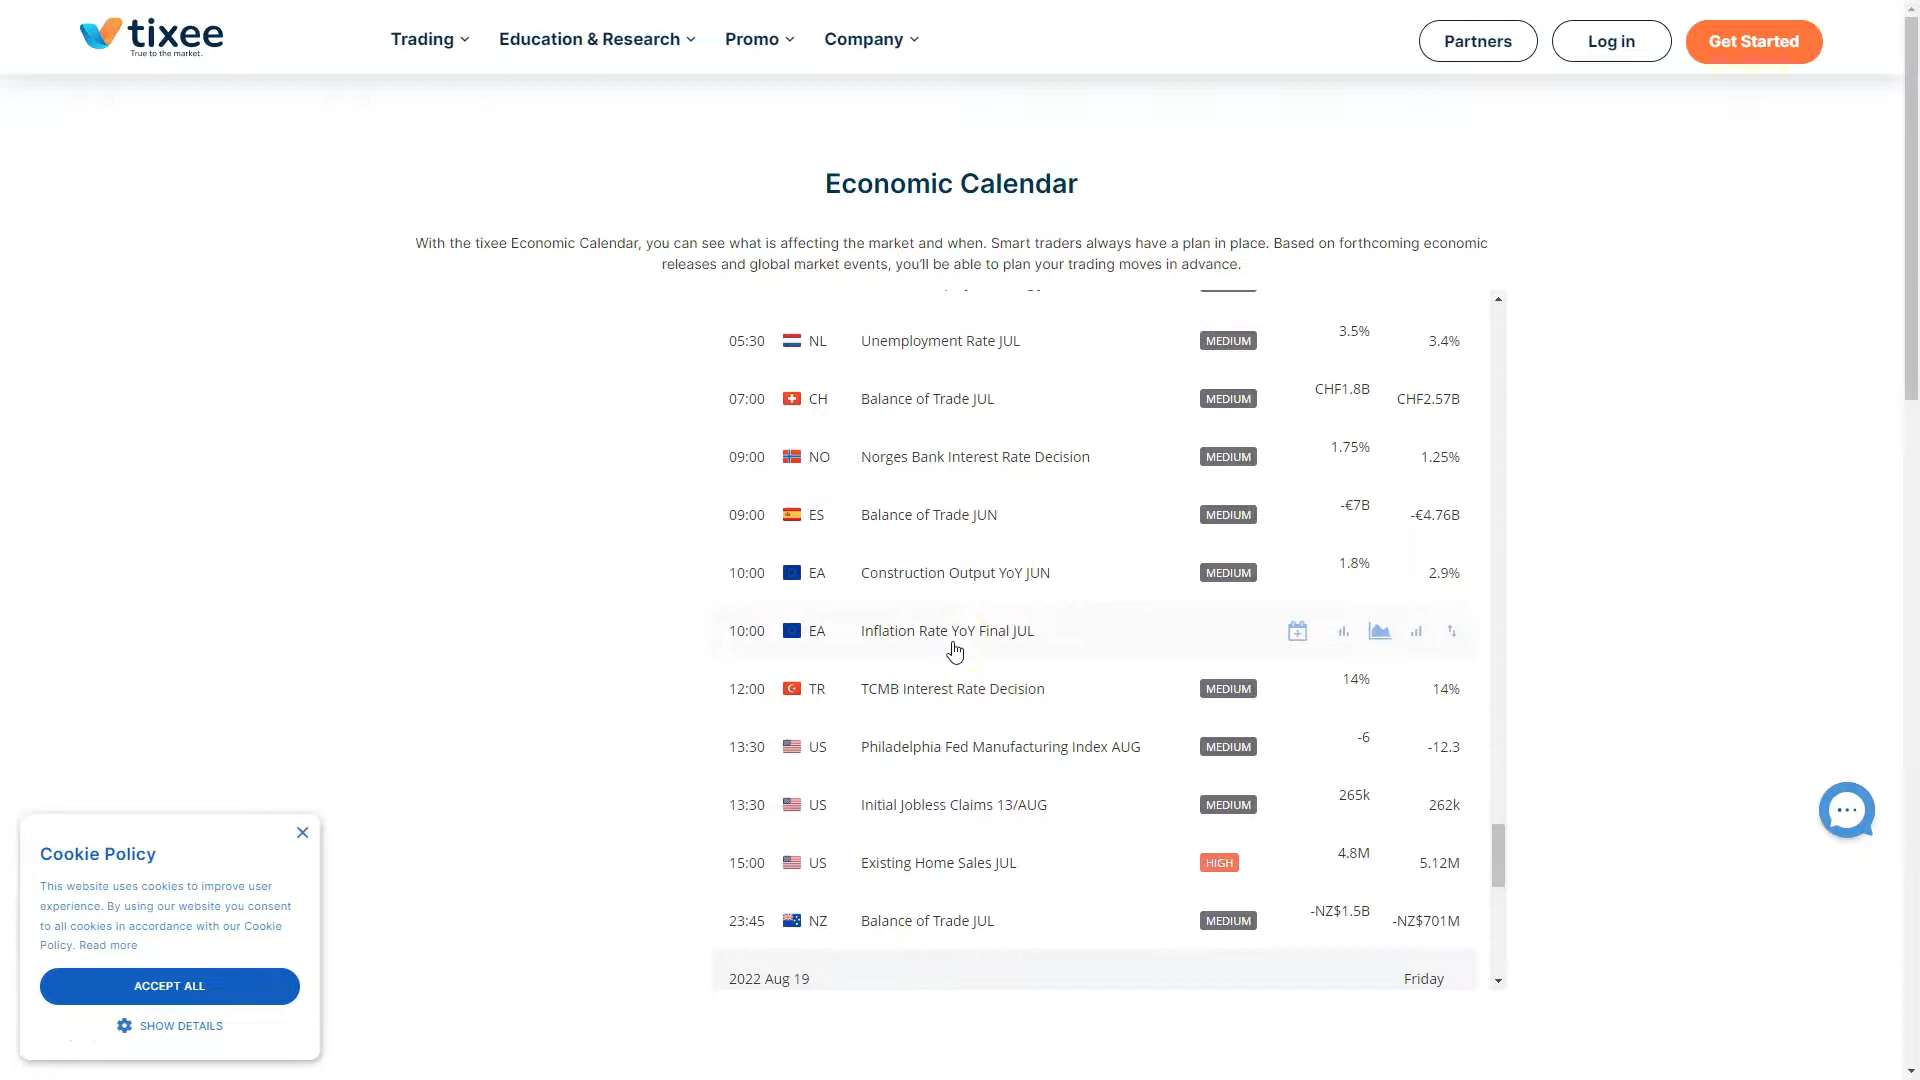 tixee
True to the market.
Trading
Education & Research
Promo
Company
Partners
Log in
Get Started
Economic Calendar
With the tixee Economic Calendar, you can see what is affecting the market and when. Smart traders always have a plan in place. Based on forthcoming economic
releases and global market events, you'll be able to plan your trading moves in advance.
05:30 NL Unemployment Rate JUL MEDIUM 3.5% 3.4%
07:00 CH Balance of Trade JUL MEDIUM CHF1.8B CHF2.57B
09:00 NO Norges Bank Interest Rate Decision MEDIUM 1.75% 1.25%
09:00 ES Balance of Trade JUN MEDIUM -€7B -€4.76B
10:00 EA Construction Output YoY JUN MEDIUM 1.8% 2.9%
10:00 EA Inflation Rate YoY Final JUL
12:00 TR TCMB Interest Rate Decision MEDIUM 14% 14%
13:30 US Philadelphia Fed Manufacturing Index AUG MEDIUM -6 -12.3
13:30 US Initial Jobless Claims 13/AUG MEDIUM 265k 262k
15:00 US Existing Home Sales JUL HIGH 4.8M 5.12M
23:45 NZ Balance of Trade JUL MEDIUM -NZ$1.5B -NZ$701M
2022 Aug 19 Friday
Cookie Policy
This website uses cookies to improve user
experience. By using our website you consent
to all cookies in accordance with our Cookie
Policy. Read more
ACCEPT ALL
SHOW DETAILS